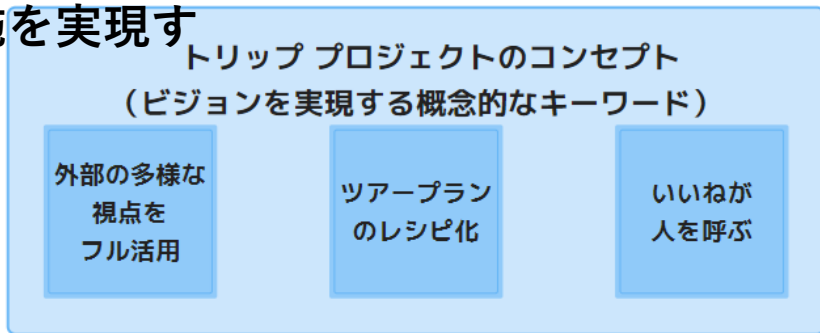 を実現す
トリップ プロジェクトのコンセプト
（ビジョンを実現する概念的なキーワード）
外部の多様な
視点を
フル活用
ツアープラン
のレシピ化
いいねが
人を呼ぶ